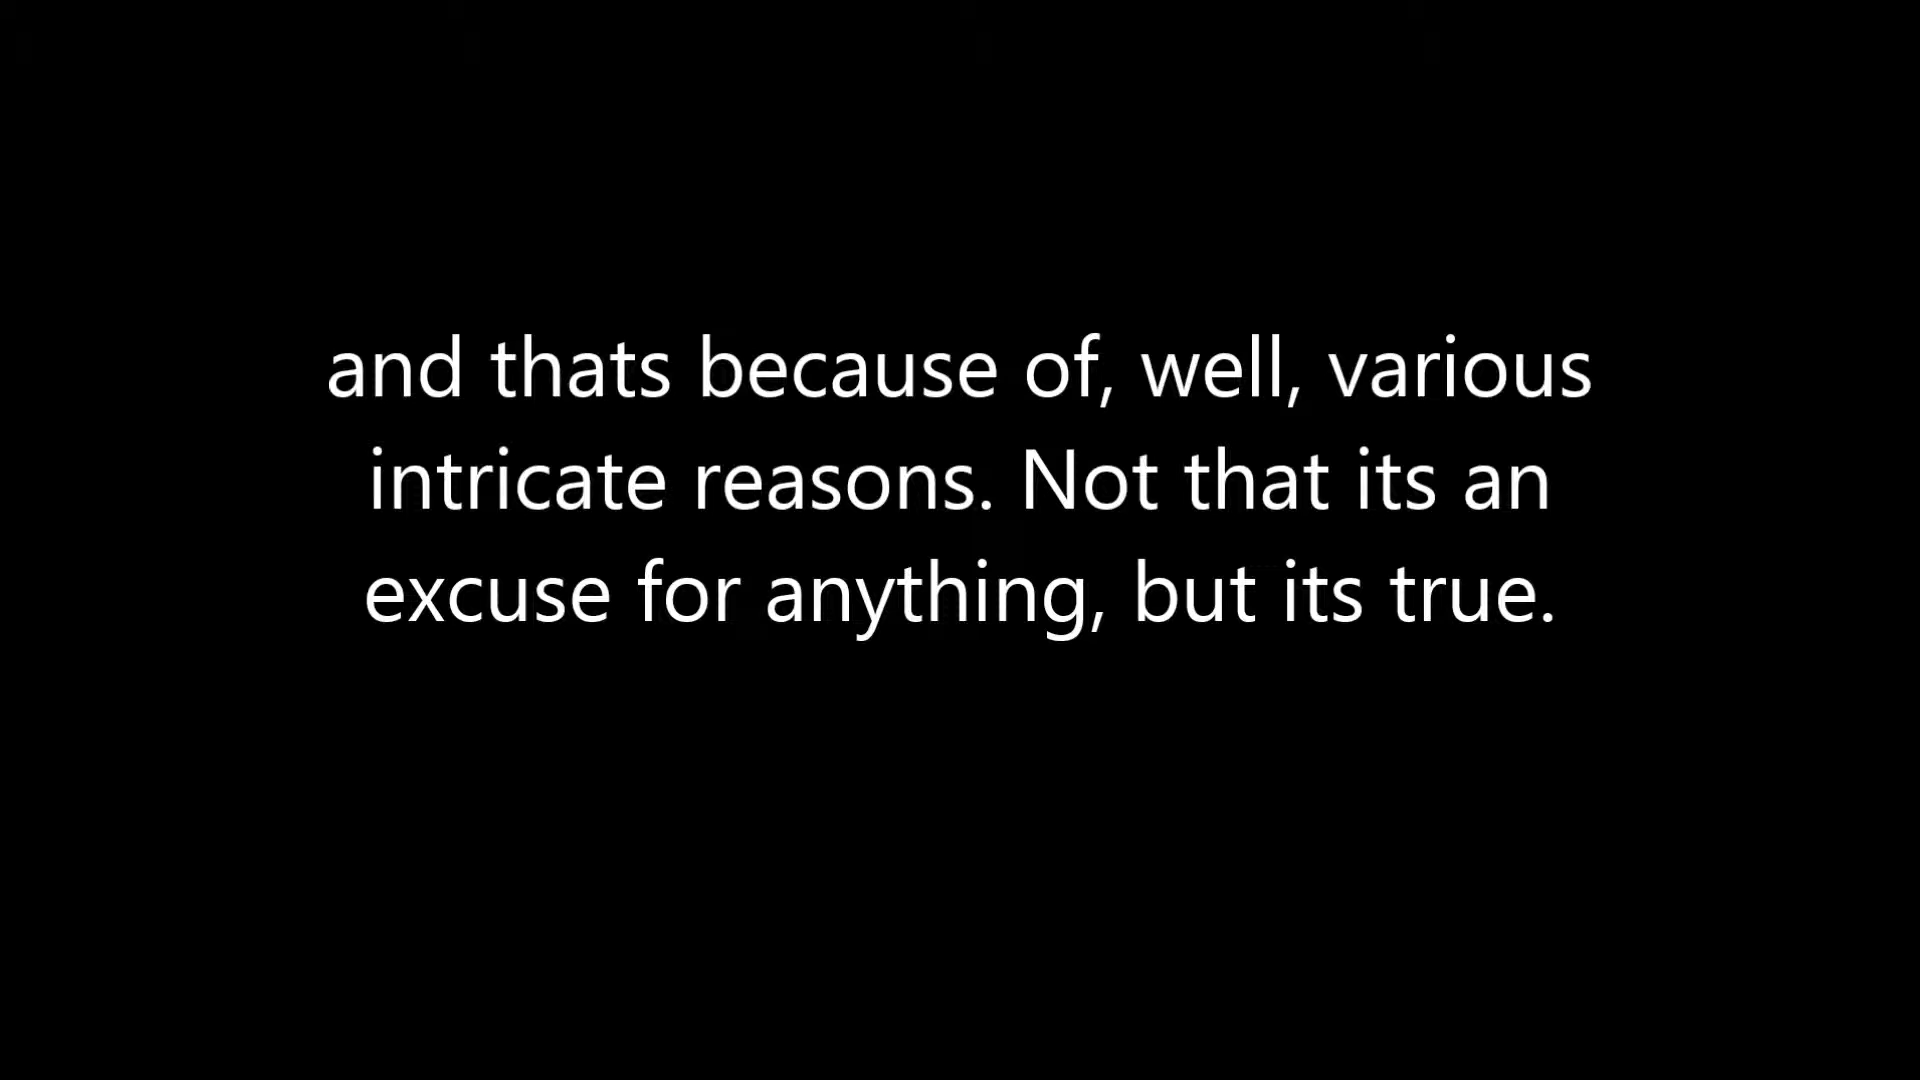 and thats because of, well, various
intricate reasons. Not that its an
excuse for anything, but its true.